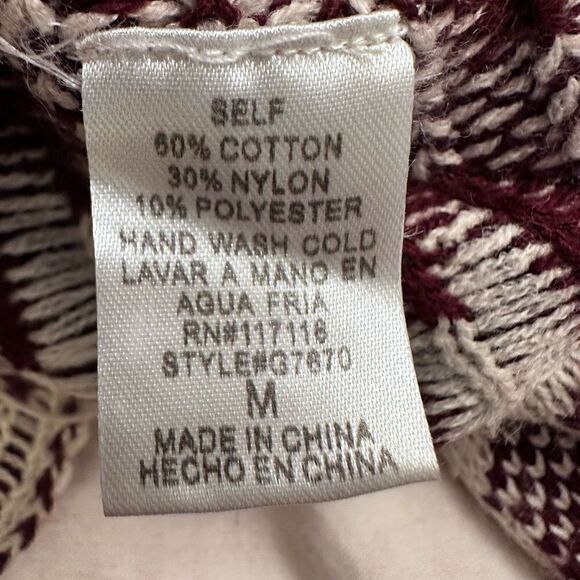 SELF
60% COTTON
30% NYLON
10% POLYESTER
HAND WASH COLD
LAVAR A MANO EN
AGUA FRIA
RN#117116
STYLE#G7670
M
MADE IN CHINA
HECHO EN CHINA